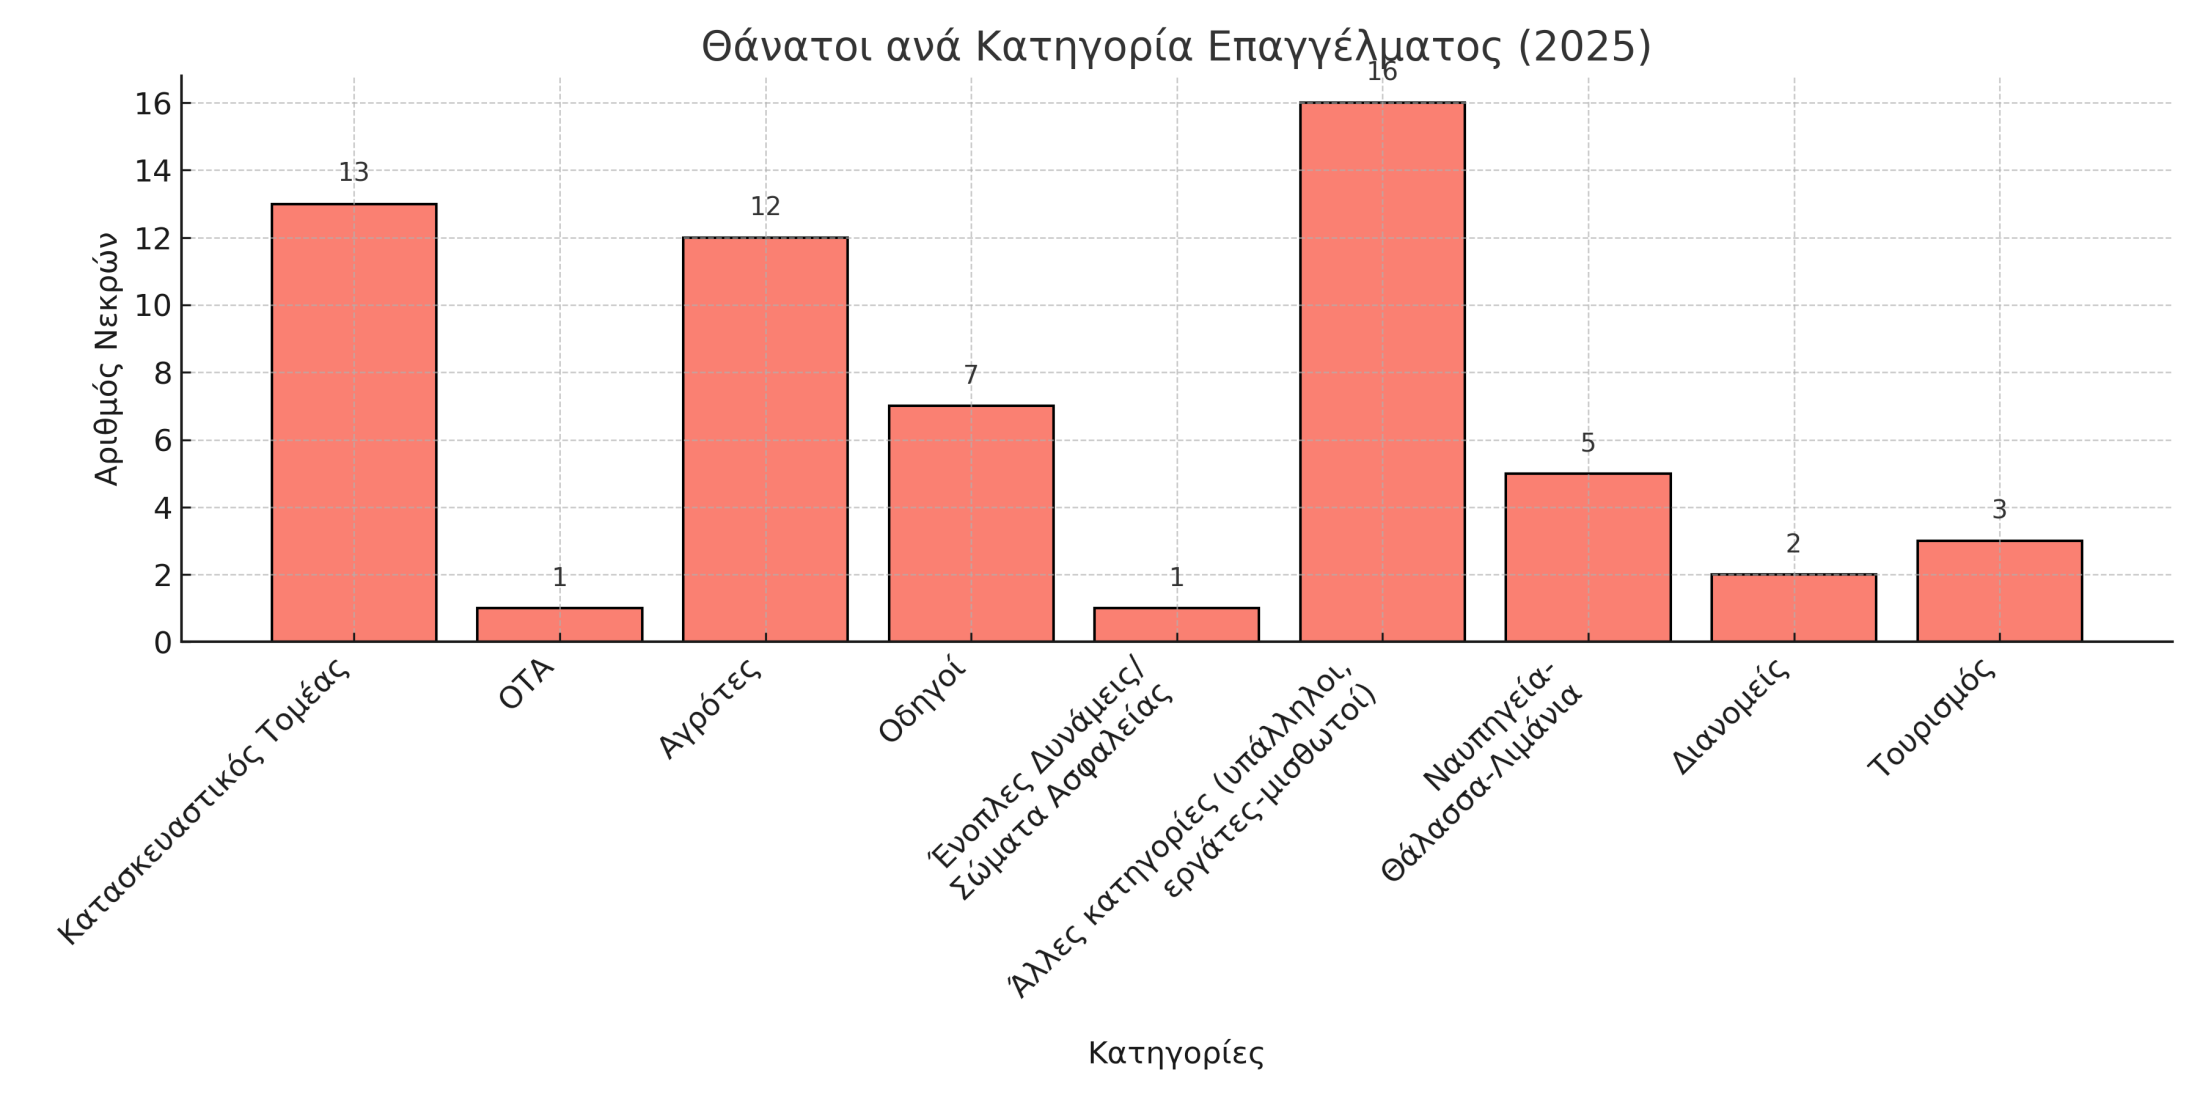 Θάνατοι ανά Κατηγορία Επαγγέλματος (2025)
Αριθμός Νεκρών
16
14
12
10
8
6
4
2
0
13
1
12
7
1
16
5
2
3
Κατασκευαστικός Τομέας
ΟΤΑ
Αγρότες
Οδηγοί
Ένοπλες Δυνάμεις/
Σώματα Ασφαλείας
Άλλες κατηγορίες (υπάλληλοι,
εργάτες-μισθωτοί)
Ναυπηγεία-
Θάλασσα-Λιμάνια
Διανομείς
Τουρισμός
Κατηγορίες